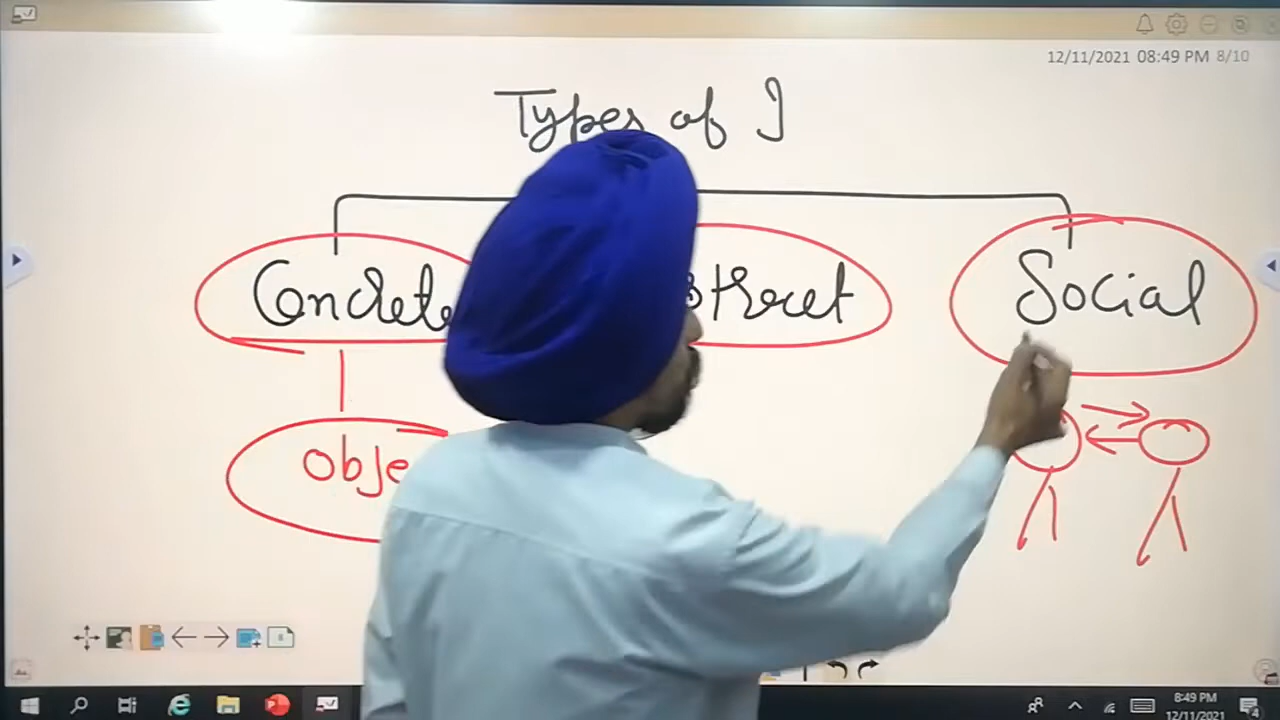 12/11/2021 08:49 PM 8/10
Types of I
Concrete
Social
Obje
8:49 PM
12/11/2021